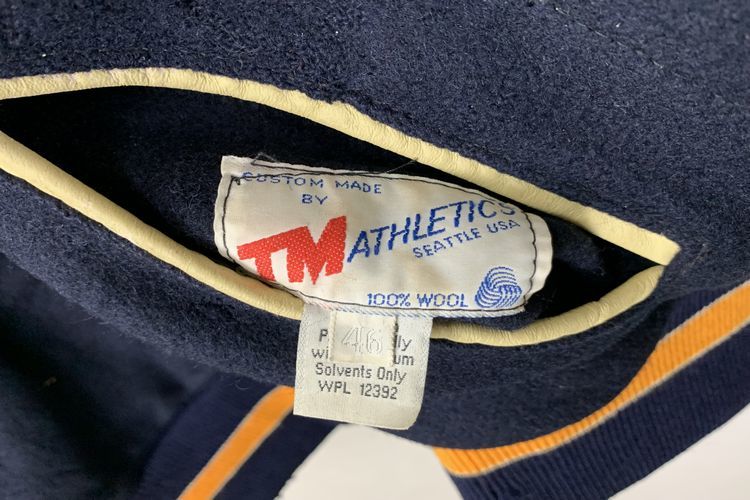 CUSTOM MADE
BY
TM ATHLETICS
SEATTLE USA
100% WOOL
46
Solvents Only
WPL 12392